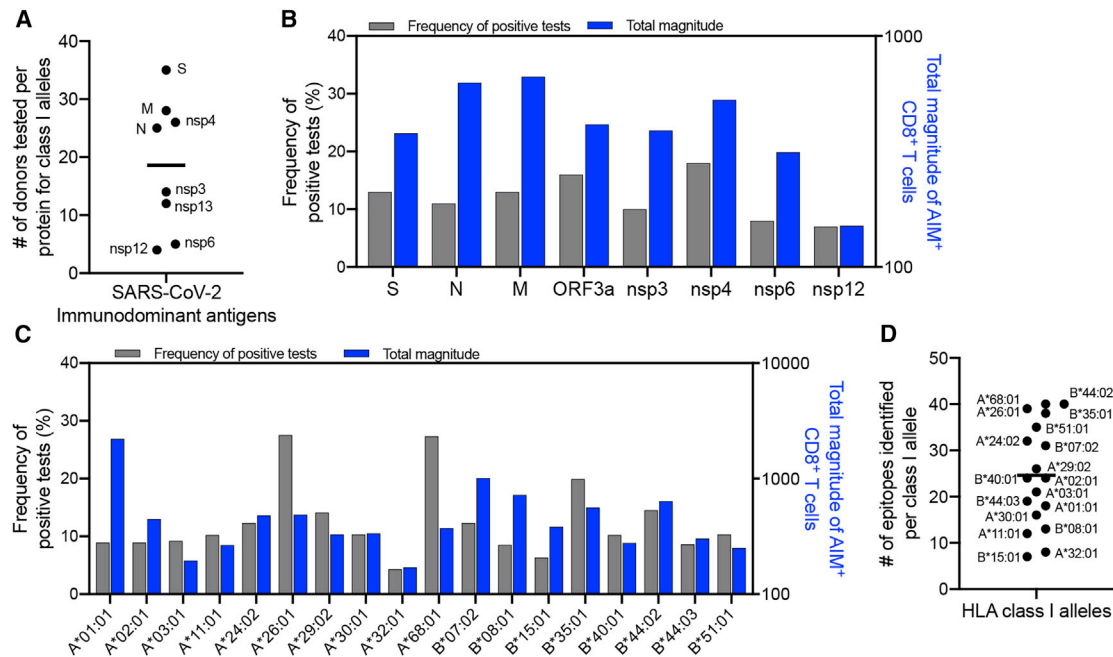 A
# of donors tested per
protein for class I alleles
40
30
20
10
0
S
M
N
nsp4
nsp3
nsp13
nsp12
nsp6
SARS-CoV-2
Immunodominant antigens
B
Frequency of positive tests
Total magnitude
Frequency of
positive tests (%)
40
30
20
10
0
1000
100
Total magnitude of AIM+
CD8+ T cells
S
N
M
ORF3a
nsp3
nsp4
nsp6
nsp12
C
Frequency of positive tests
Total magnitude
Frequency of
positive tests (%)
40
30
20
10
0
10000
1000
100
Total magnitude of AIM+
CD8+ T cells
A*01:01
A*02:01
A*03:01
A*11:01
A*24:02
A*26:01
A*29:02
A*30:01
A*32:01
A*68:01
B*07:02
B*08:01
B*15:01
B*35:01
B*40:01
B*44:02
B*44:03
B*51:01
D
# of epitopes identified
per class I allele
50
40
30
20
10
0
A*68:01
B*44:02
A*26:01
B*35:01
B*51:01
A*24:02
B*07:02
A*29:02
B*40:01
A*02:01
A*03:01
B*44:03
A*01:01
A*30:01
B*08:01
A*11:01
A*32:01
B*15:01
HLA class I alleles